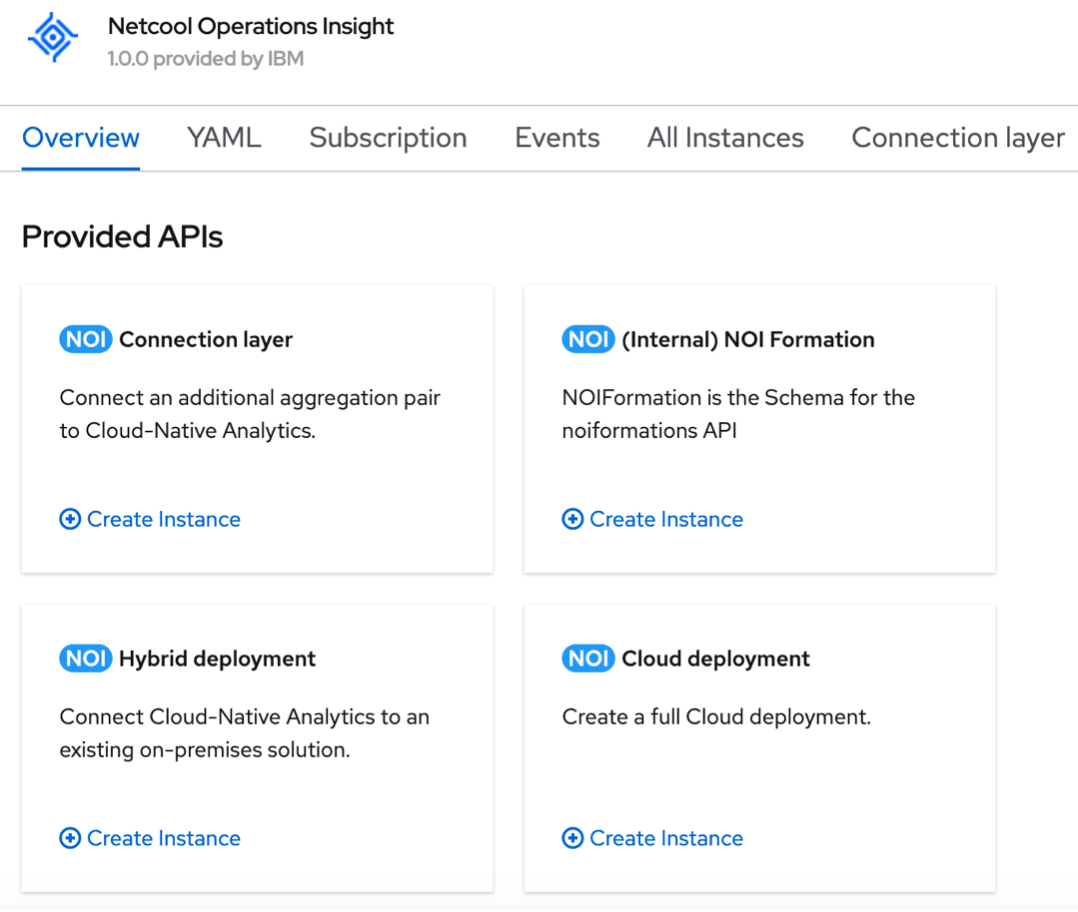 Netcool Operations Insight
1.0.0 provided by IBM
Overview YAML Subscription Events All Instances Connection layer
Provided APIs
NOI Connection layer
Connect an additional aggregation pair
to Cloud-Native Analytics.
Create Instance
NOI (Internal) NOI Formation
NOIFormation is the Schema for the
noiformations API
Create Instance
NOI Hybrid deployment
Connect Cloud-Native Analytics to an
existing on-premises solution.
Create Instance
NOI Cloud deployment
Create a full Cloud deployment.
Create Instance